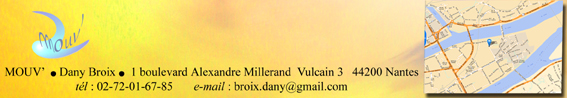 Mouv'
MOUV' ● Dany Broix ● 1 boulevard Alexandre Millerand Vulcain 3 44200 Nantes
tél : 02-72-01-67-85 e-mail : broix.dany@gmail.com